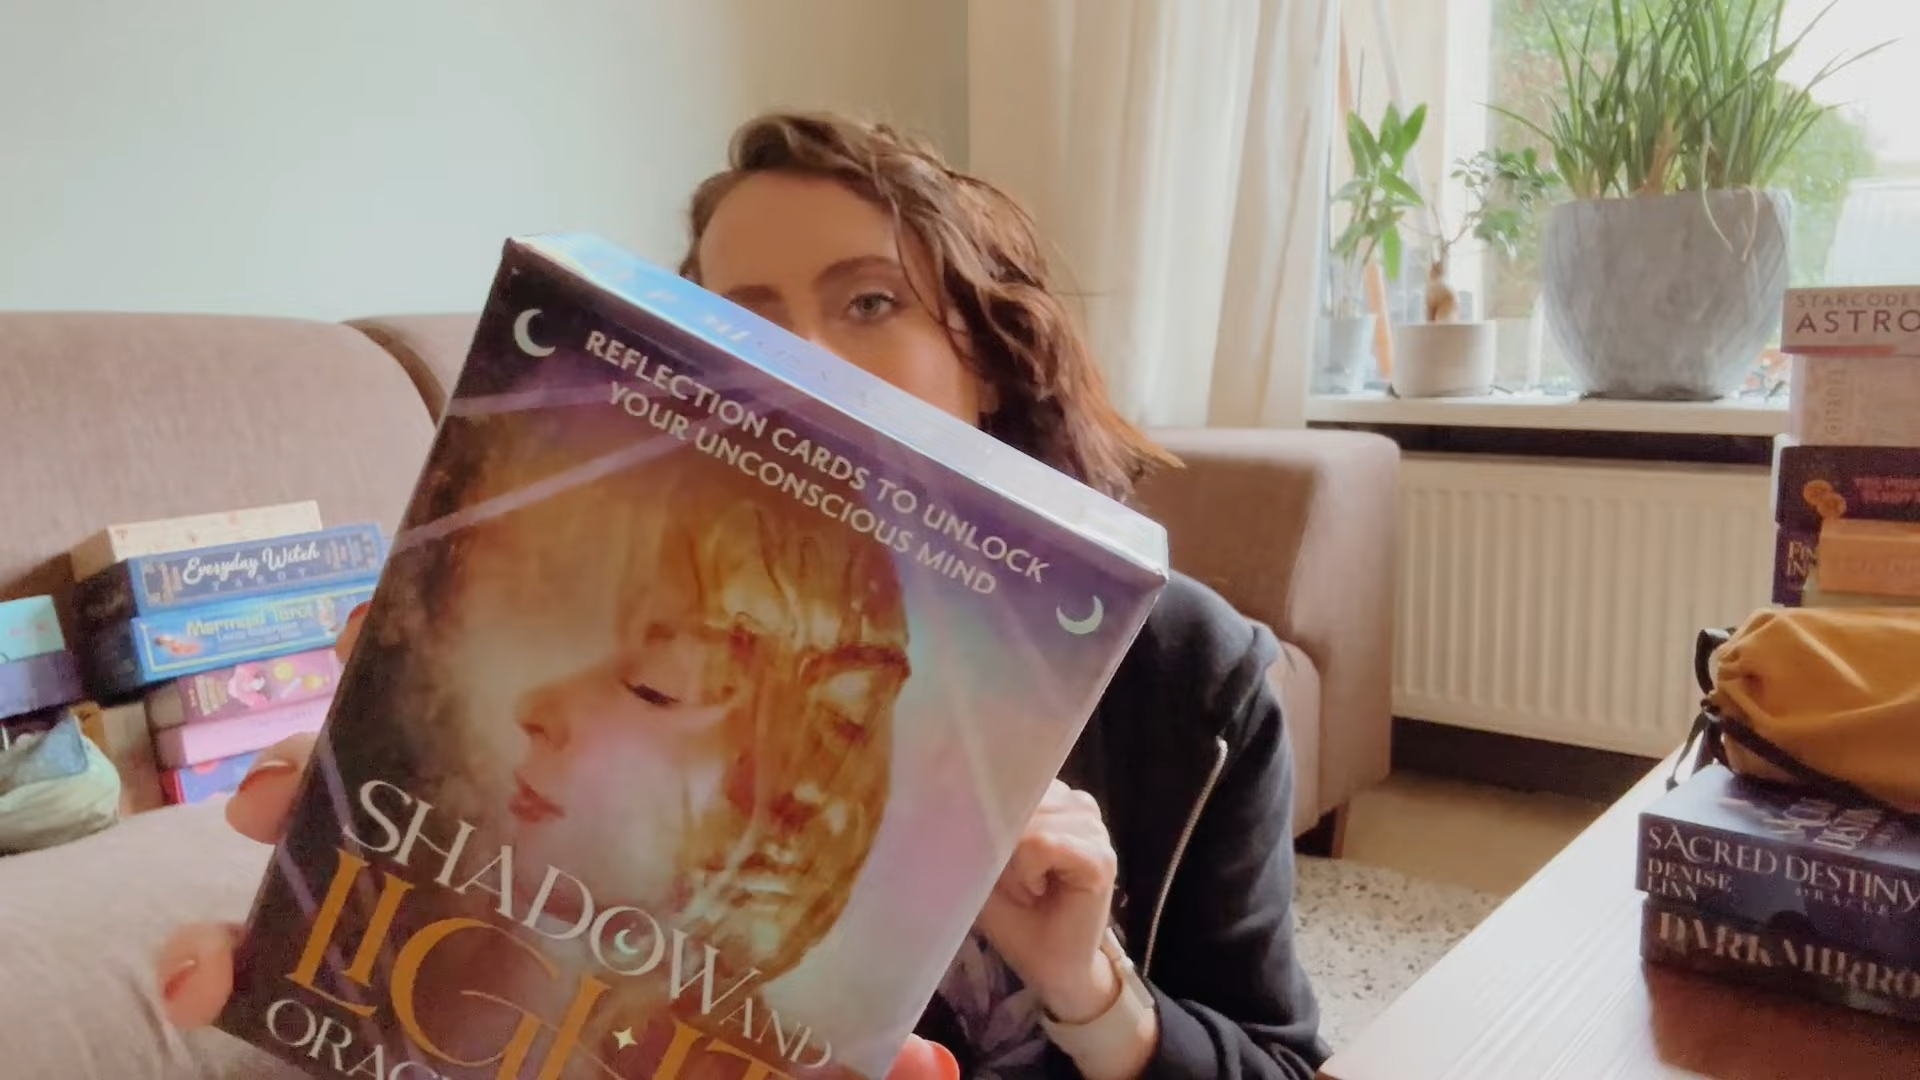 REFLECTION CARDS TO UNLOCK
YOUR UNCONSCIOUS MIND
SHADOW AND
LIGHT
Everyday Witch
TAROT
Mermaid Tarot
STARCODE
ASTRO
SACRED DESTINY
DENISE
LINN
ORACLE
DARK MIRRO